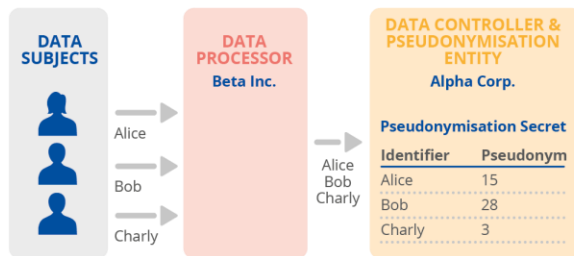 DATA
SUBJECTS
Alice
Bob
Charly
DATA
PROCESSOR
Beta Inc.
Alice
Bob
Charly
DATA CONTROLLER &
PSEUDONYMISATION
ENTITY
Alpha Corp.
Pseudonymisation Secret
Identifier Pseudonym
Alice 15
Bob 28
Charly 3